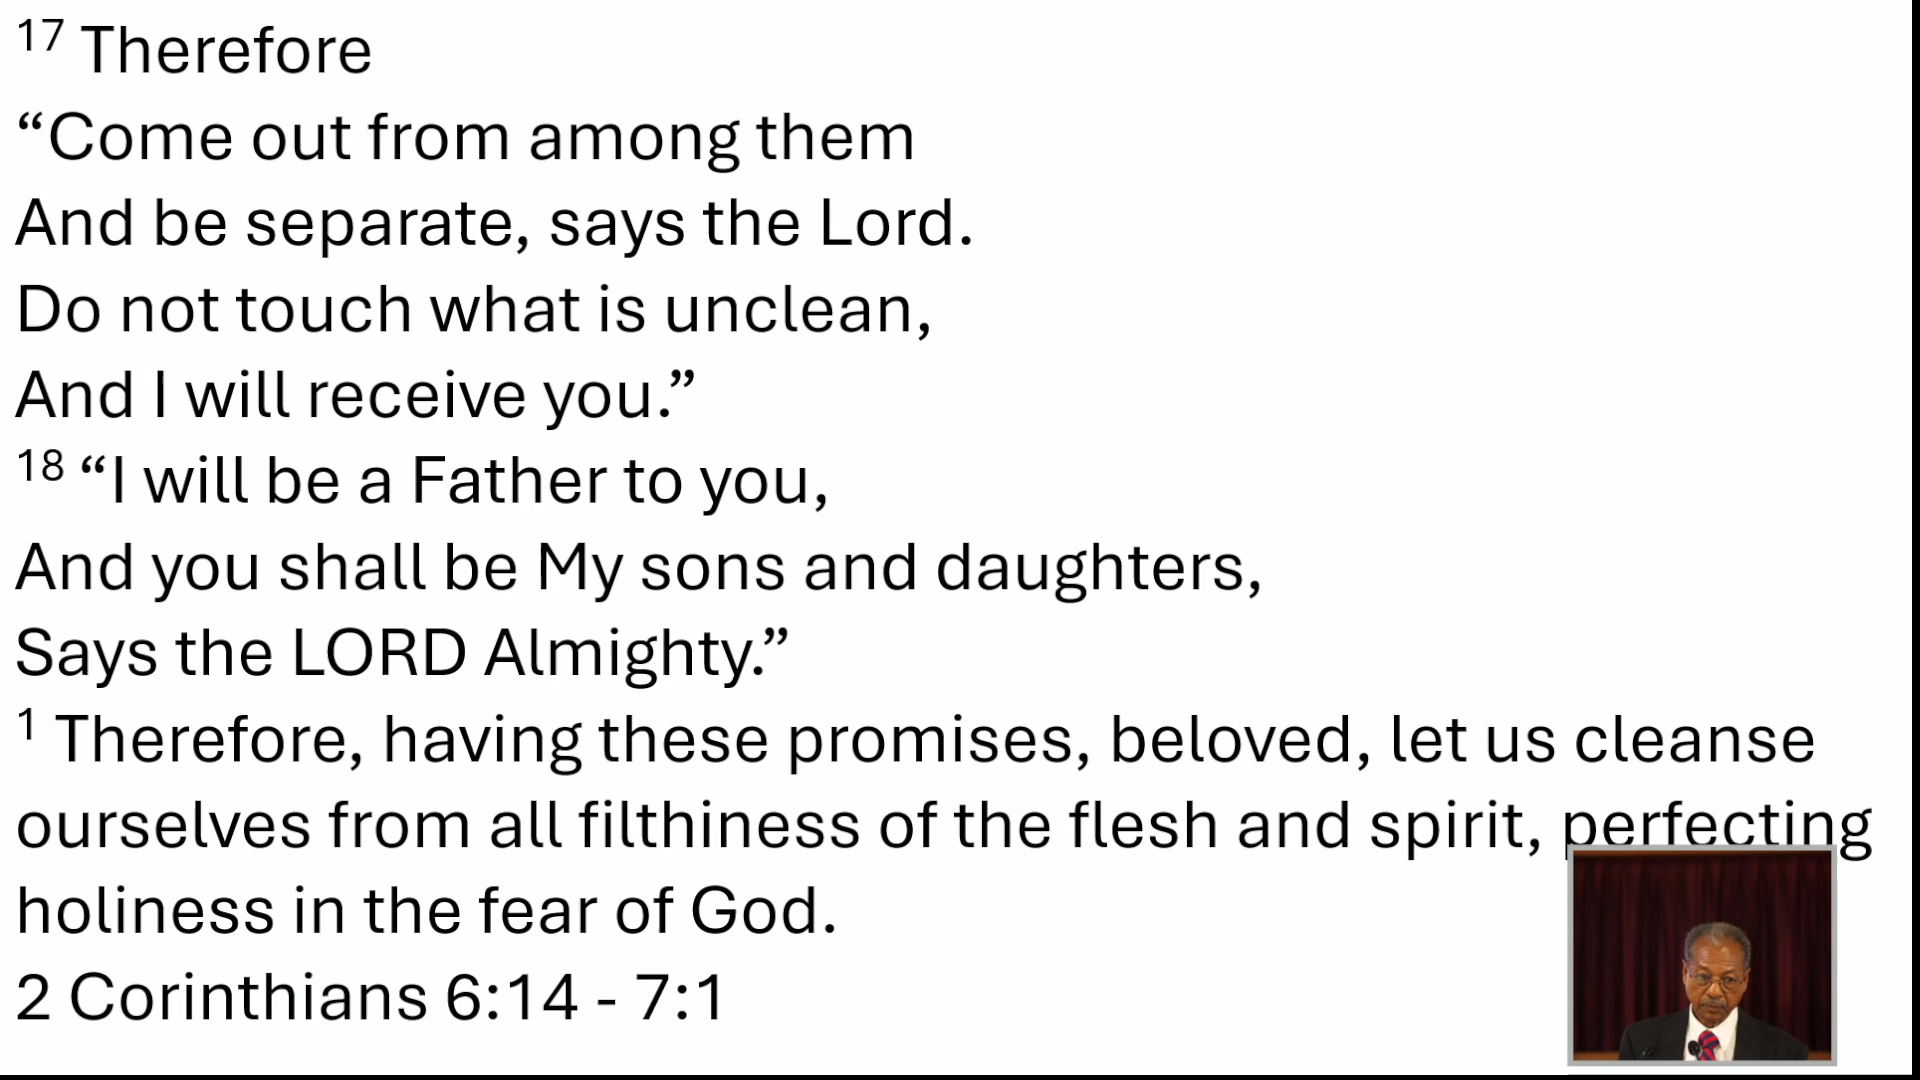 17 Therefore
“Come out from among them
And be separate, says the Lord.
Do not touch what is unclean,
And I will receive you.”
18 “I will be a Father to you,
And you shall be My sons and daughters,
Says the LORD Almighty.”
1 Therefore, having these promises, beloved, let us cleanse
ourselves from all filthiness of the flesh and spirit, perfecting
holiness in the fear of God.
2 Corinthians 6:14 - 7:1